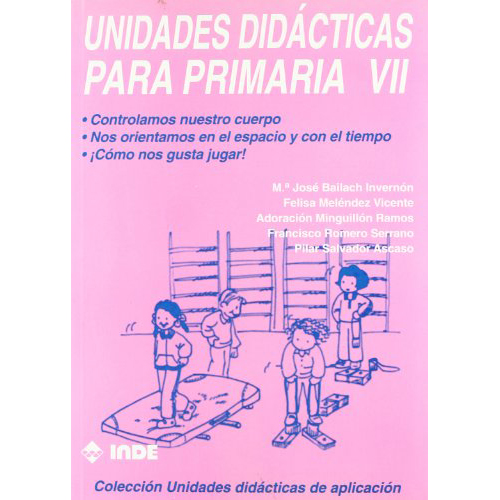 UNIDADES DIDÁCTICAS
PARA PRIMARIA VII
• Controlamos nuestro cuerpo
• Nos orientamos en el espacio y con el tiempo
• ¡Cómo nos gusta jugar!
M.ª José Bailach Invernón
Felisa Meléndez Vicente
Adoración Minguillón Ramos
Francisco Romero Serrano
Pilar Salvador Ascaso
INDE
Colección Unidades didácticas de aplicación